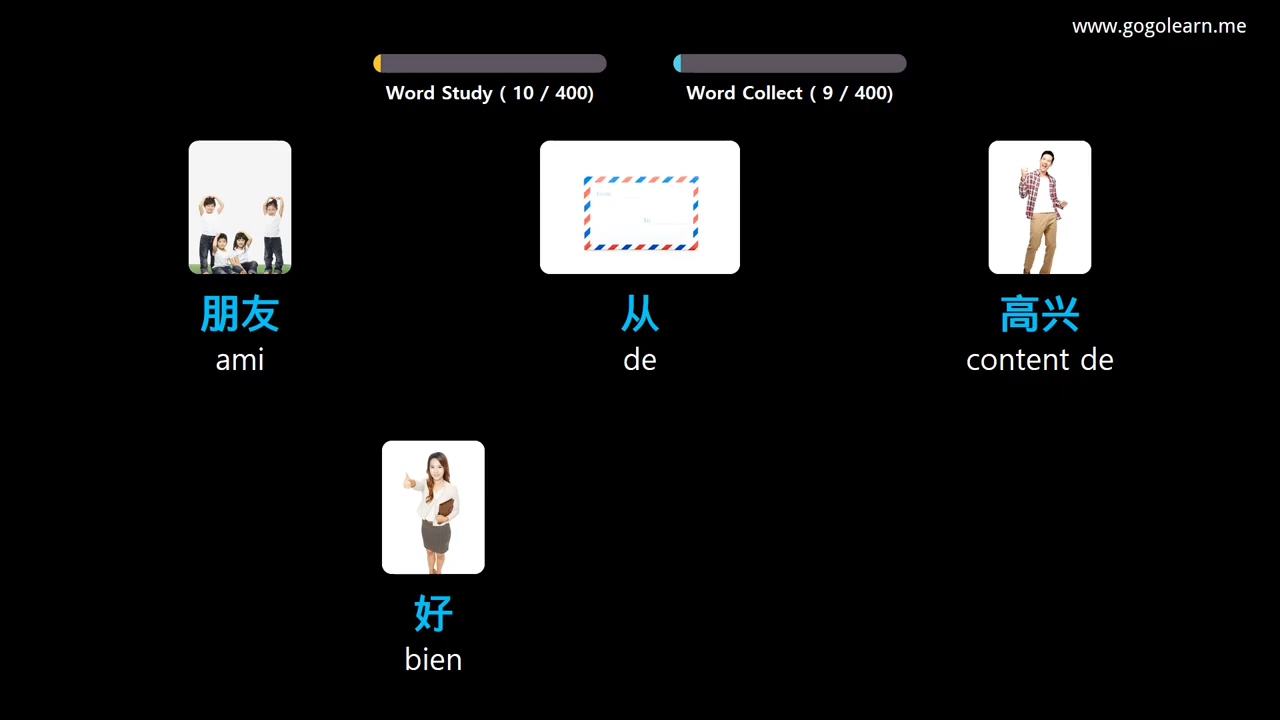 www.gogolearn.me
Word Study ( 10 / 400)
Word Collect ( 9 / 400)
朋友
ami
从
de
高兴
content de
好
bien